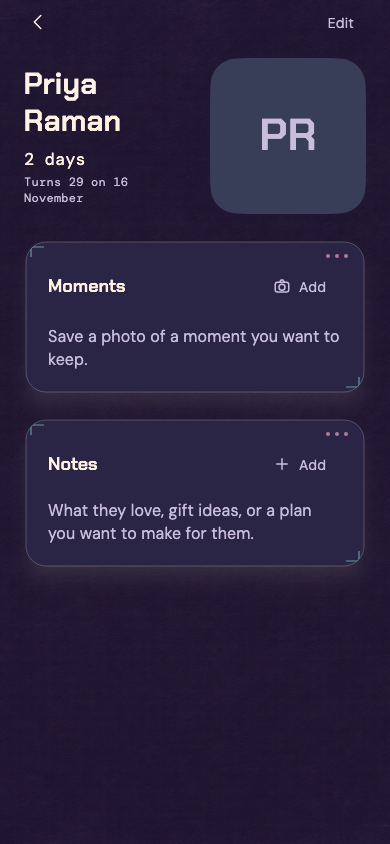 Edit
Priya
Raman
2 days
Turns 29 on 16
November
PR
Moments
Add
Save a photo of a moment you want to
keep.
Notes
Add
What they love, gift ideas, or a plan
you want to make for them.